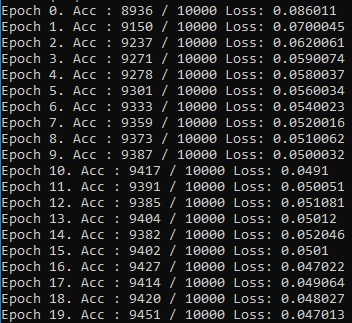 Epoch 0. Acc : 8936 / 10000 Loss: 0.086011
Epoch 1. Acc : 9150 / 10000 Loss: 0.0700045
Epoch 2. Acc : 9237 / 10000 Loss: 0.0620061
Epoch 3. Acc : 9271 / 10000 Loss: 0.0590074
Epoch 4. Acc : 9278 / 10000 Loss: 0.0580037
Epoch 5. Acc : 9301 / 10000 Loss: 0.0560034
Epoch 6. Acc : 9333 / 10000 Loss: 0.0540023
Epoch 7. Acc : 9359 / 10000 Loss: 0.0520016
Epoch 8. Acc : 9373 / 10000 Loss: 0.0510062
Epoch 9. Acc : 9387 / 10000 Loss: 0.0500032
Epoch 10. Acc : 9417 / 10000 Loss: 0.0491
Epoch 11. Acc : 9391 / 10000 Loss: 0.050051
Epoch 12. Acc : 9385 / 10000 Loss: 0.051081
Epoch 13. Acc : 9404 / 10000 Loss: 0.05012
Epoch 14. Acc : 9382 / 10000 Loss: 0.052046
Epoch 15. Acc : 9402 / 10000 Loss: 0.0501
Epoch 16. Acc : 9427 / 10000 Loss: 0.047022
Epoch 17. Acc : 9414 / 10000 Loss: 0.049064
Epoch 18. Acc : 9420 / 10000 Loss: 0.048027
Epoch 19. Acc : 9451 / 10000 Loss: 0.047013